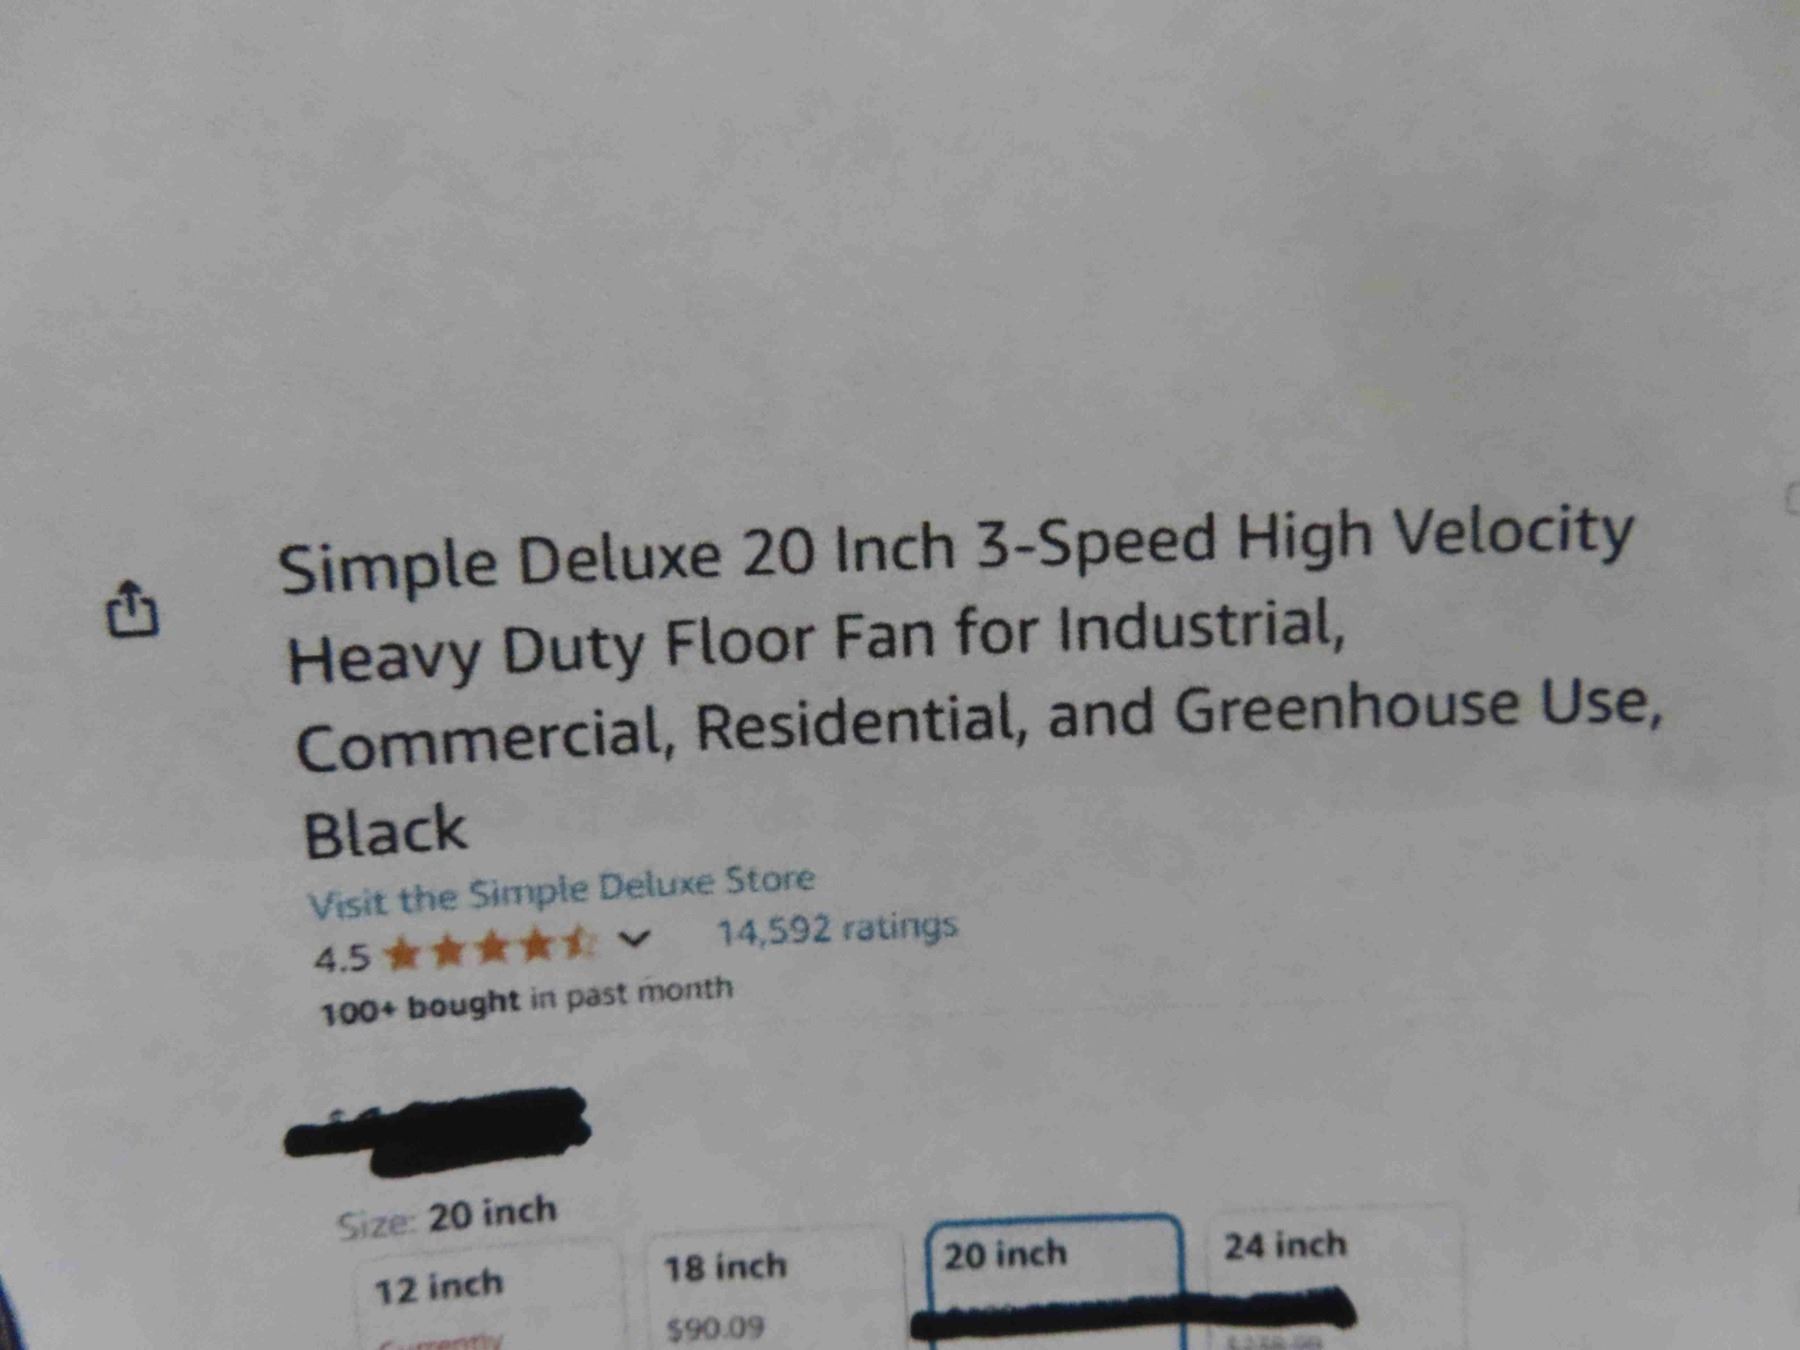 Simple Deluxe 20 Inch 3-Speed High Velocity
Heavy Duty Floor Fan for Industrial,
Commercial, Residential, and Greenhouse Use,
Black
Visit the Simple Deluxe Store
4.5 14,592 ratings
100+ bought in past month
Size: 20 inch
12 inch 18 inch 20 inch 24 inch
Currently $90.09